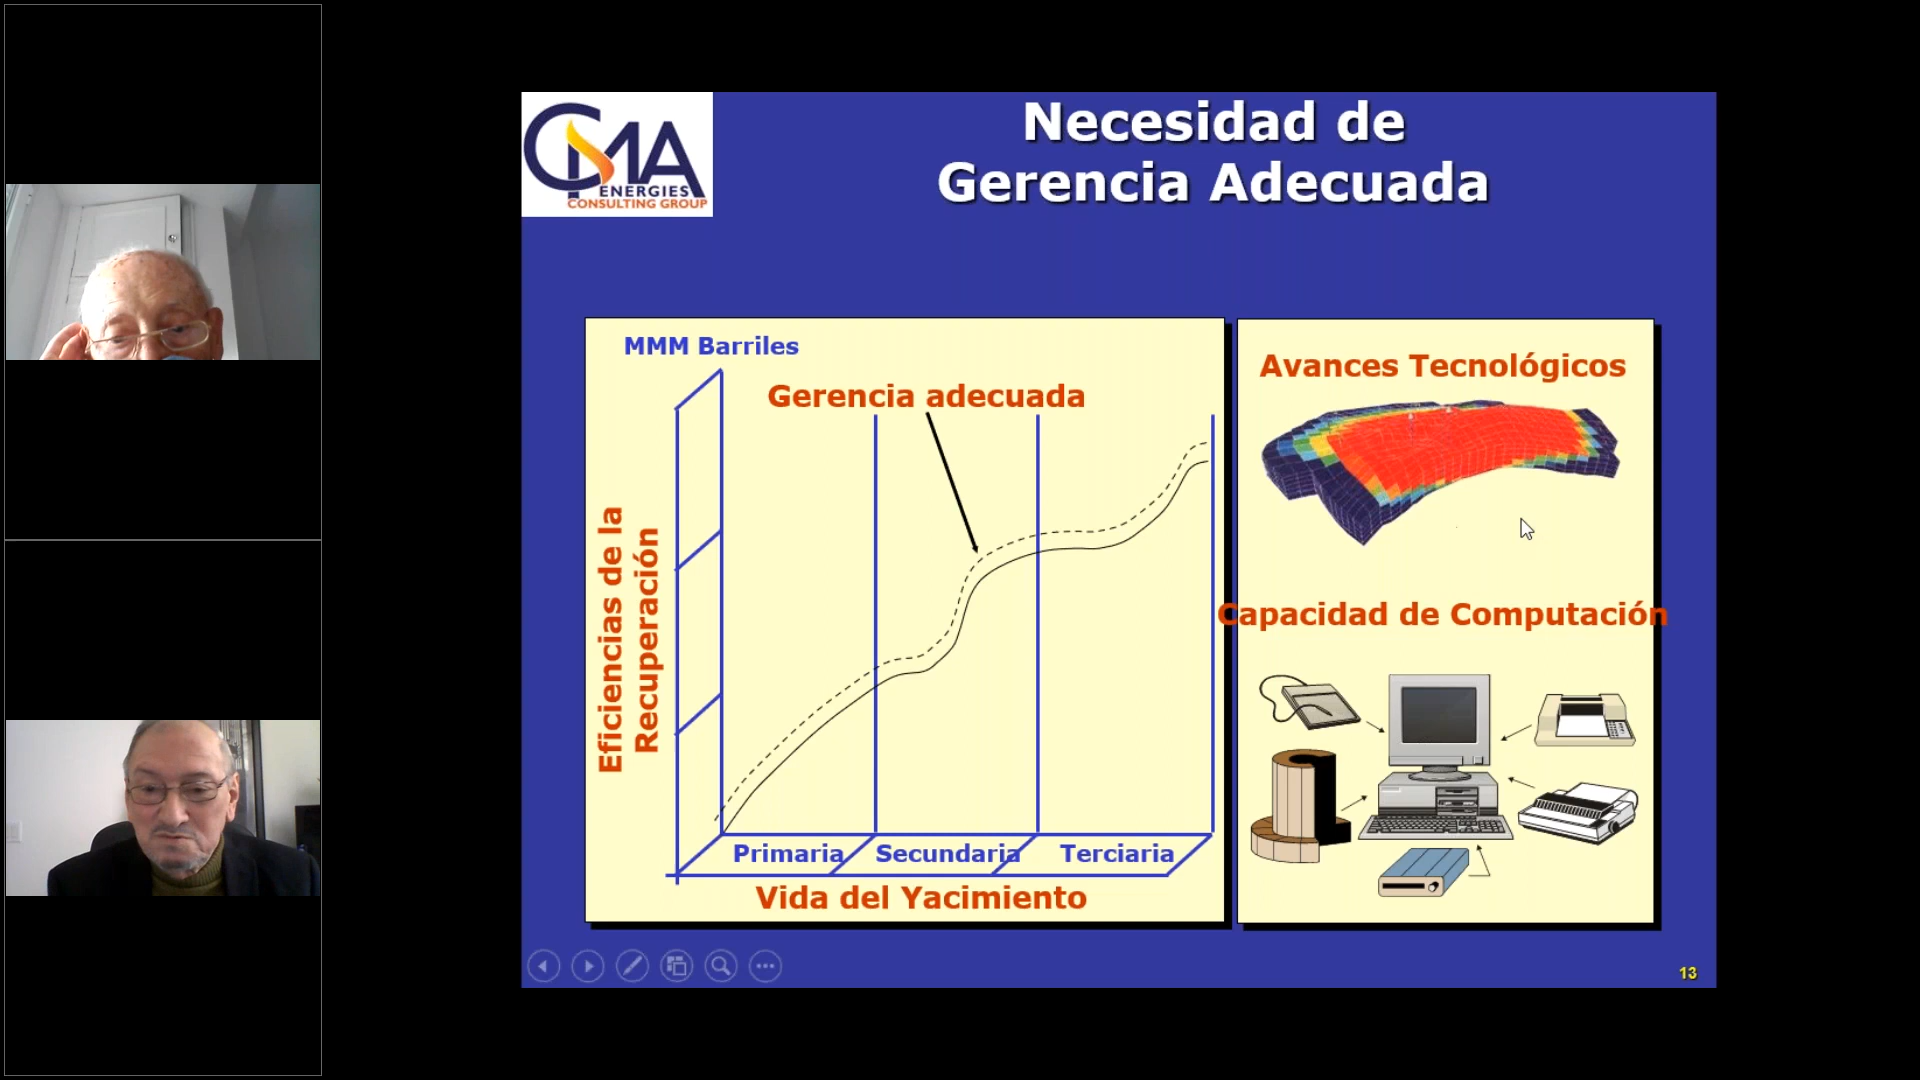 CMA
ENERGIES
CONSULTING GROUP
Necesidad de
Gerencia Adecuada
MMM Barriles
Gerencia adecuada
Eficiencias de la
Recuperación
Primaria
Secundaria
Terciaria
Vida del Yacimiento
Avances Tecnológicos
Capacidad de Computación
13